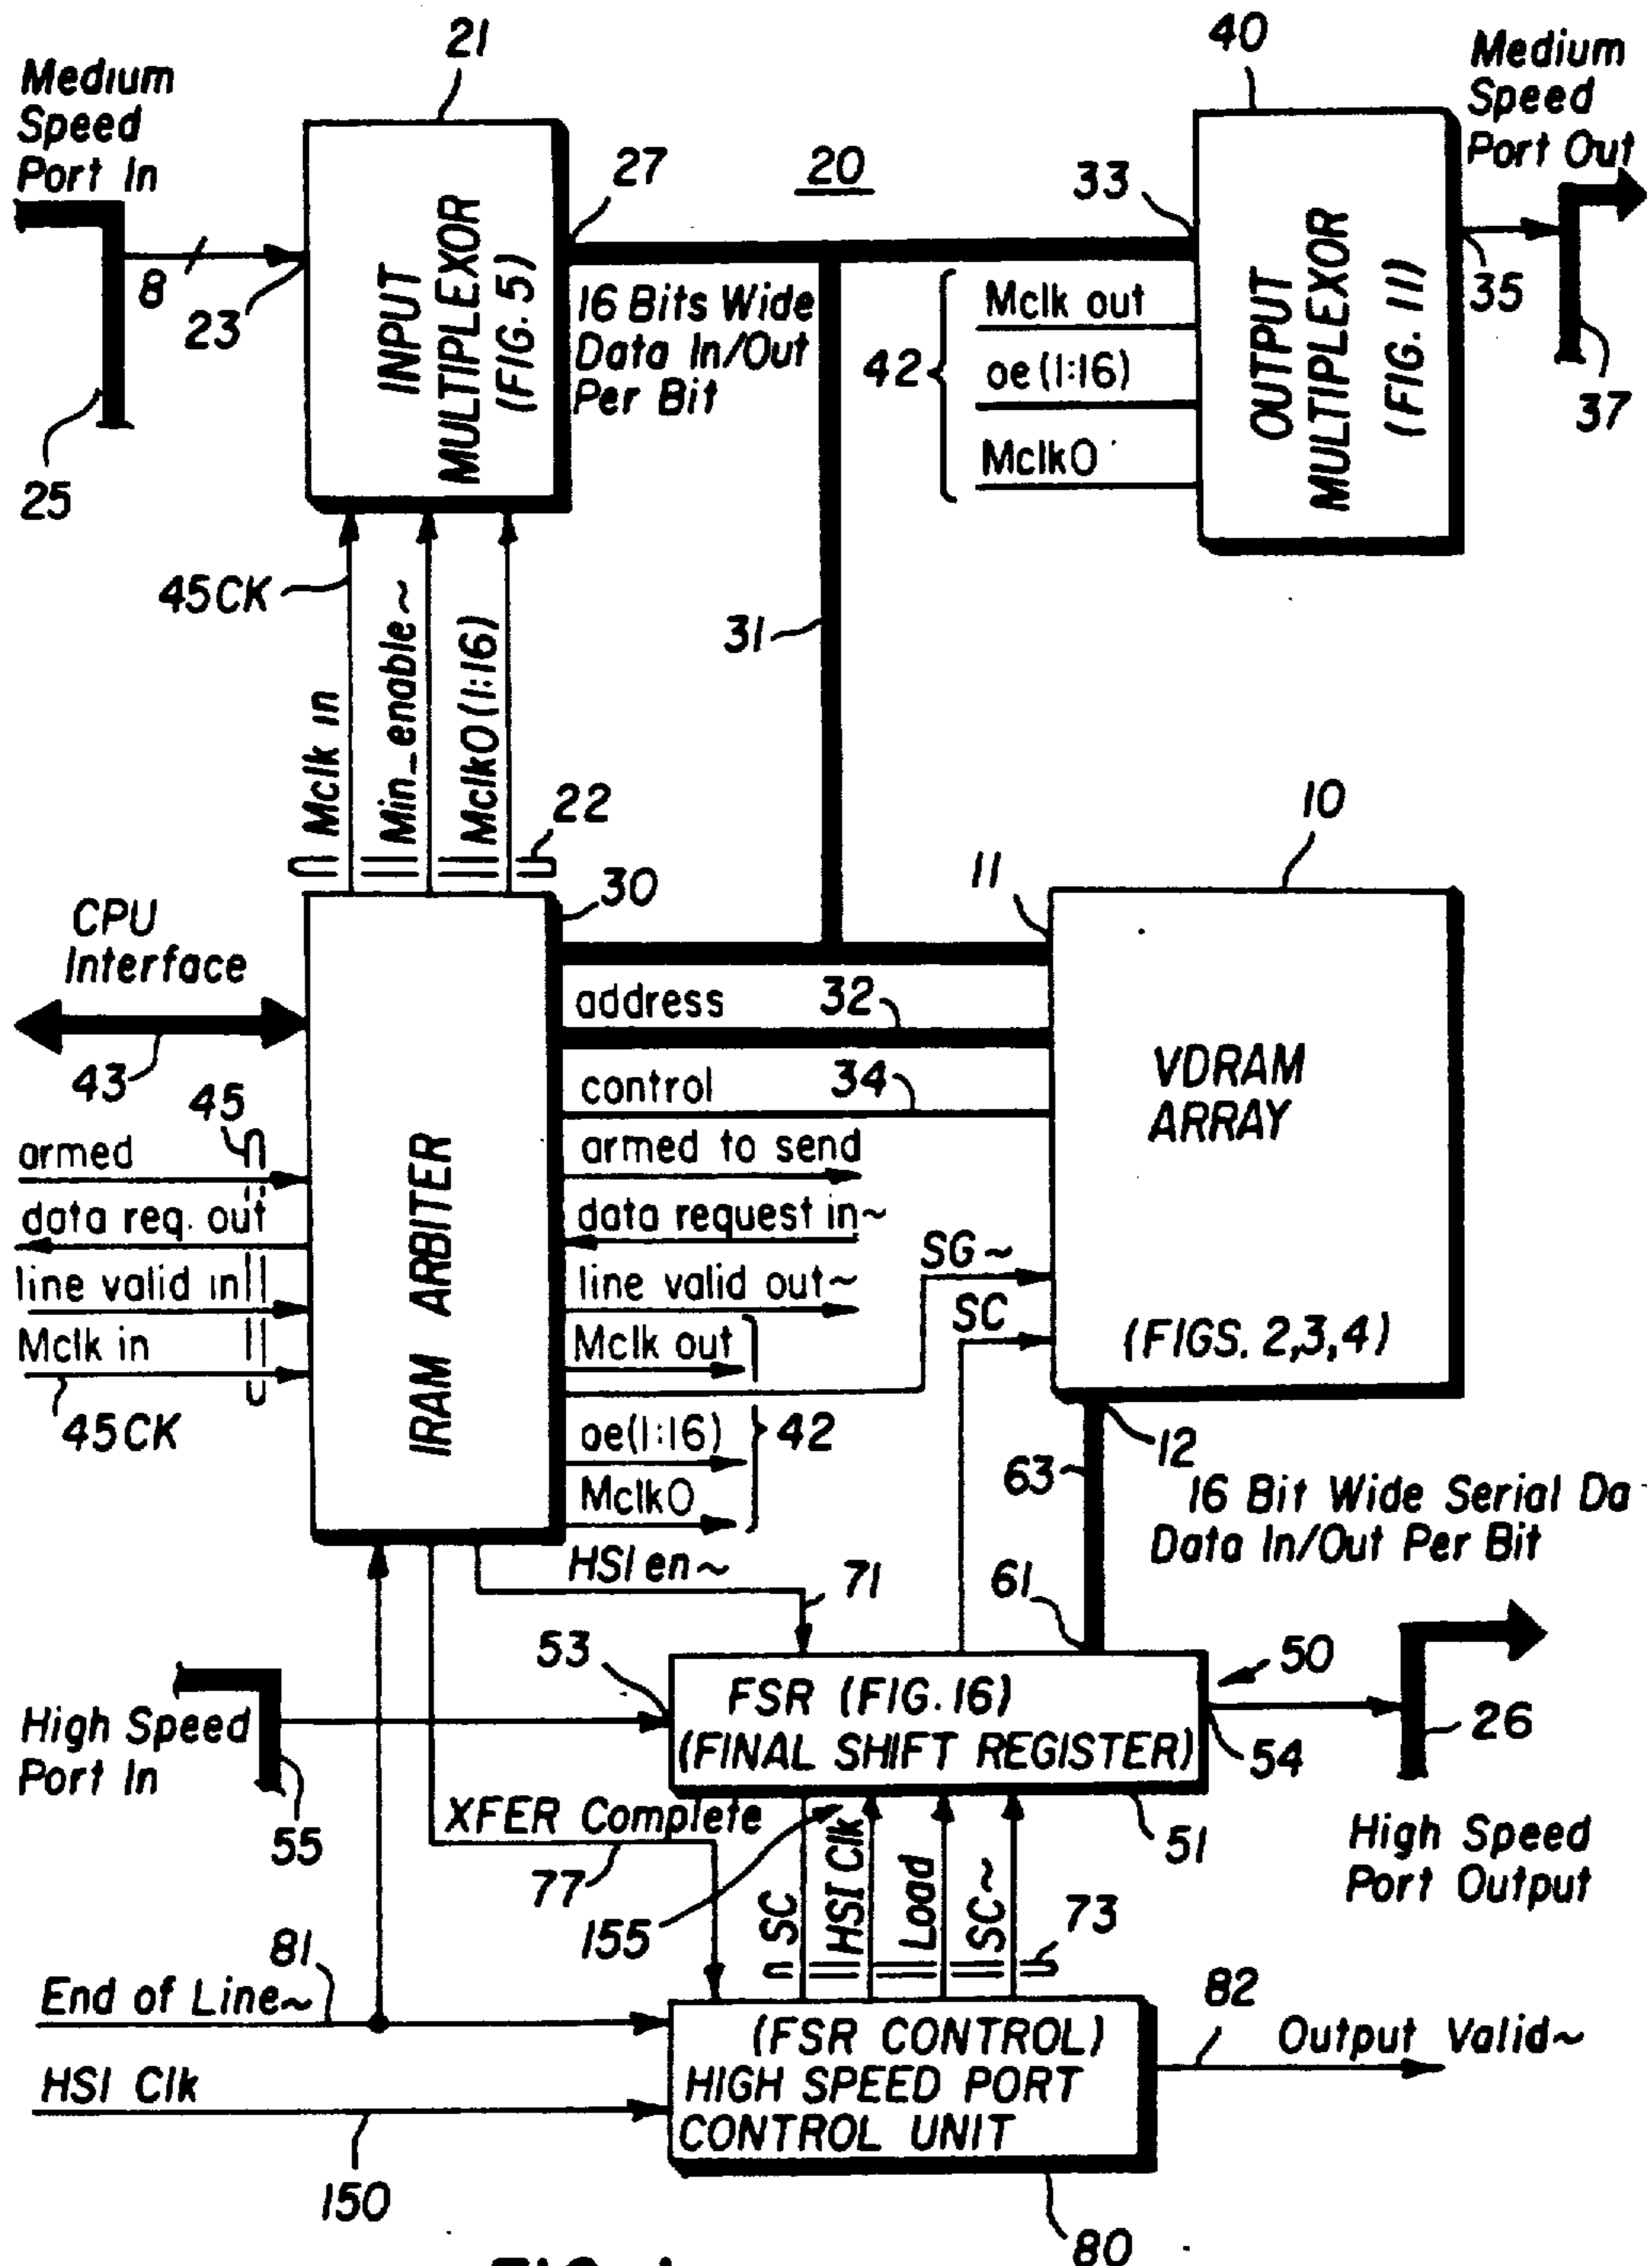 21
40
Medium
Speed
Port In
Medium
Speed
Port Out
27
20
33
8
23
INPUT
MULTIPLEXOR
(FIG. 5)
16 Bits Wide
Data In/Out
Per Bit
42
Mclk out
oe(1:16)
MclkO
OUTPUT
MULTIPLEXOR
(FIG. 11)
35
37
25
45CK
31
Mclk in
Min_enable~
MclkO(1:16)
22
10
11
30
CPU
Interface
43
address
32
control
34
VDRAM
ARRAY
(FIGS. 2,3,4)
45
armed
data req. out
line valid in
Mclk in
45CK
IRAM ARBITER
armed to send
data request in~
line valid out~
Mclk out
oe(1:16)
MclkO
42
SG~
SC
12
63
16 Bit Wide Serial Da
Data In/Out Per Bit
HSI en~
71
61
53
50
High Speed
Port In
55
FSR (FIG. 16)
(FINAL SHIFT REGISTER)
54
26
51
High Speed
Port Output
XFER Complete
77
155
SC
HSI Clk
Load
SC~
73
End of Line~
81
HSI Clk
150
(FSR CONTROL)
HIGH SPEED PORT
CONTROL UNIT
82
Output Valid~
80